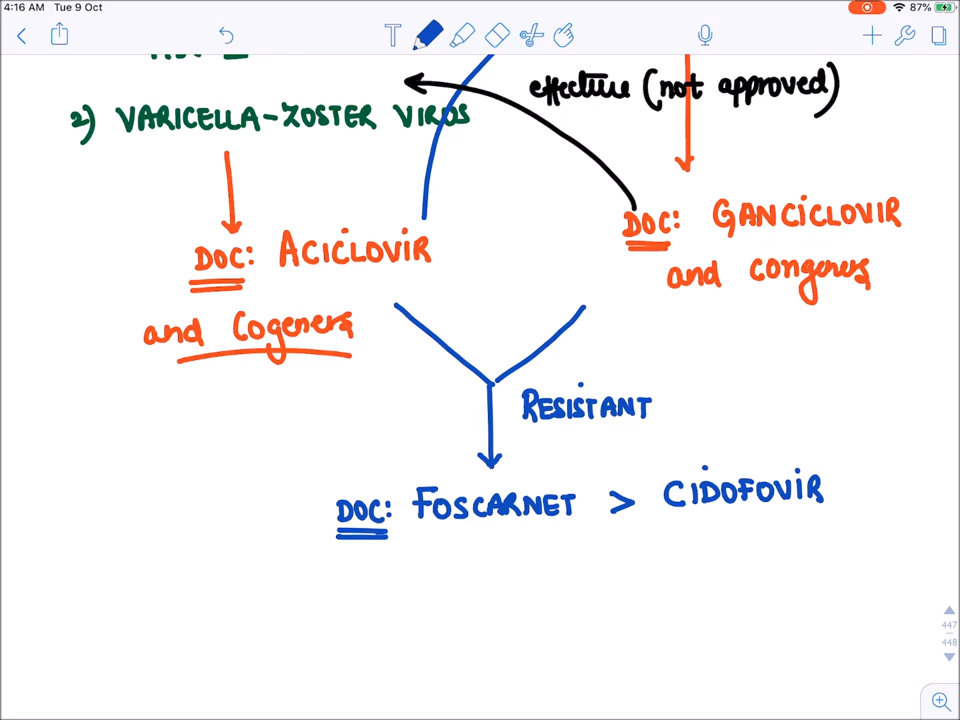 4:16 AM Tue 9 Oct
87%
T
effective (not approved)
2) VARICELLA-ZOSTER VIROS
DOC: GANCICLOVIR
and congeners
DOC: ACICLOVIR
and Cogeners
RESISTANT
DOC: FOSCARNET > CIDOFOVIR
447
448